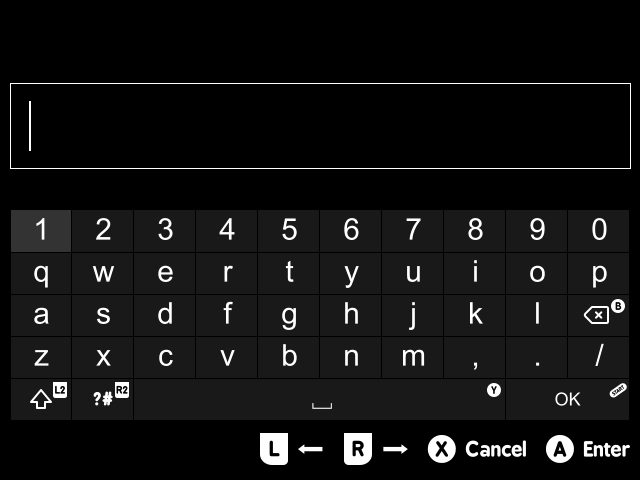 1 2 3 4 5 6 7 8 9 0
q w e r t y u i o p
a s d f g h j k l B
z x c v b n m , . /
L2 ?# R2 Y OK START
L ← R → X Cancel A Enter